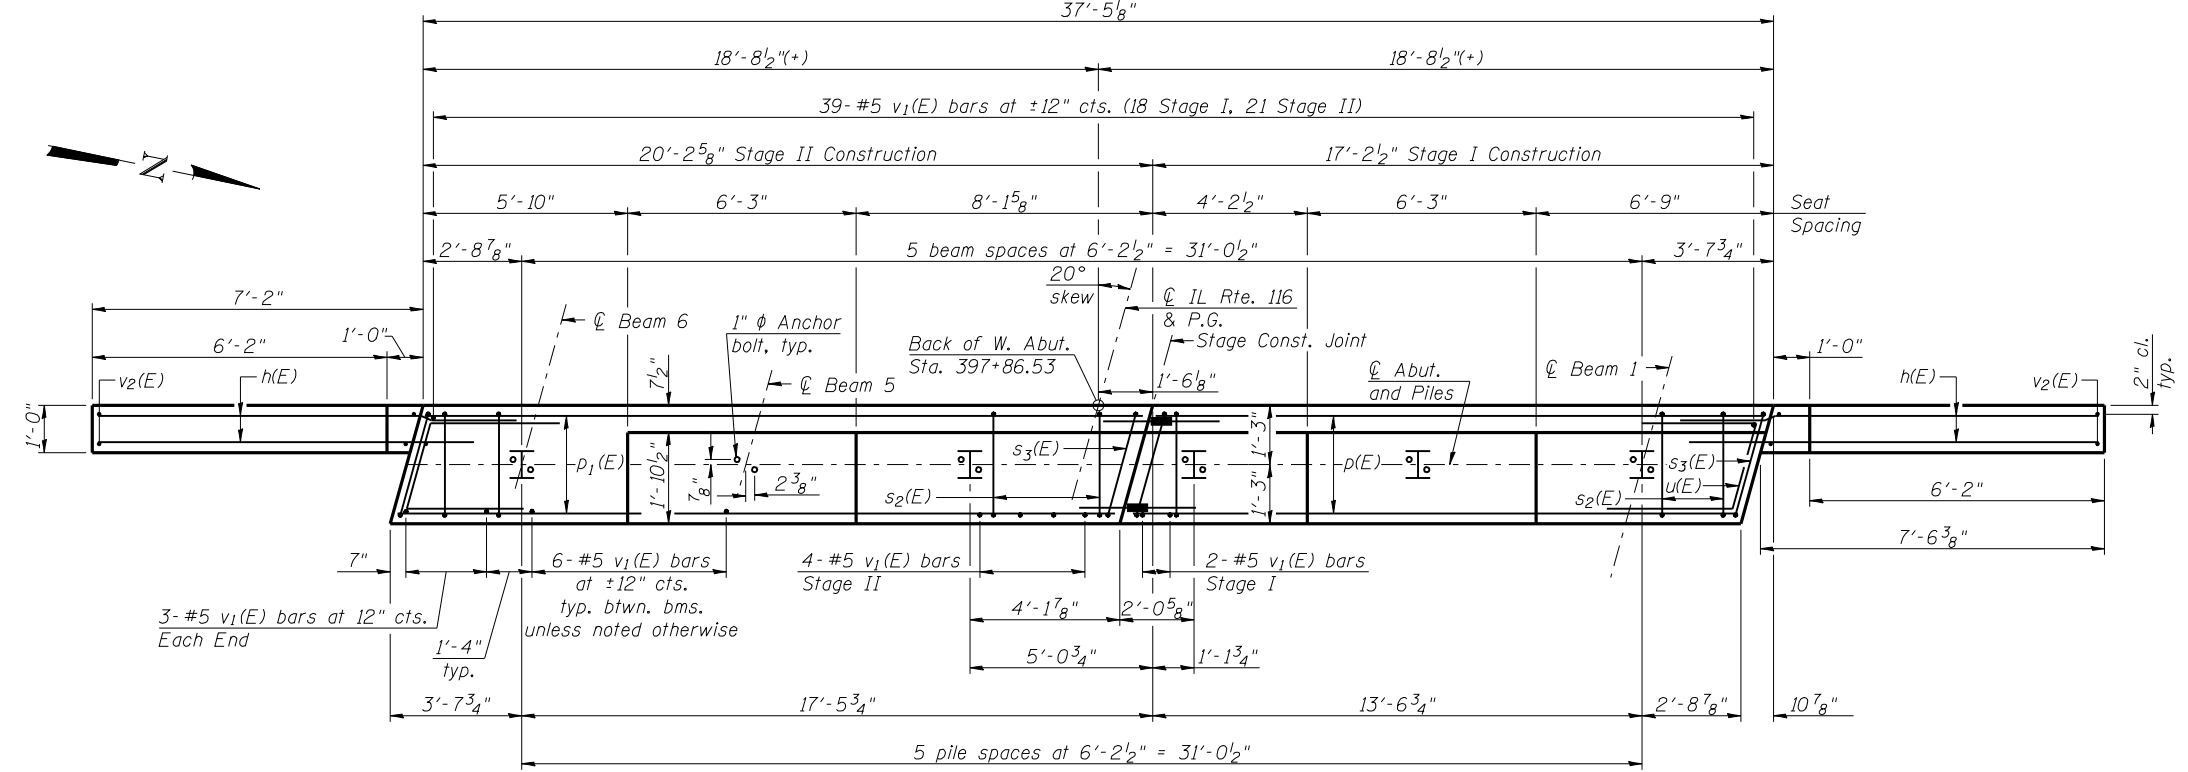 37'-5 1/8"
18'-8 1/2"(+)
18'-8 1/2"(+)
39- #5 v1(E) bars at ±12" cts. (18 Stage I, 21 Stage II)
20'-2 5/8" Stage II Construction
17'-2 1/2" Stage I Construction
5'-10"
6'-3"
8'-1 5/8"
4'-2 1/2"
6'-3"
6'-9"
Seat
Spacing
2'-8 7/8"
5 beam spaces at 6'-2 1/2" = 31'-0 1/2"
3'-7 3/4"
N
20°
skew
7'-2"
6'-2"
1'-0"
℄ Beam 6
1" ϕ Anchor
bolt, typ.
℄ IL Rte. 116
& P.G.
Stage Const. Joint
Back of W. Abut.
Sta. 397+86.53
1'-6 1/8"
℄ Abut.
and Piles
℄ Beam 1
1'-0"
2" cl.
typ.
v2(E)
h(E)
7 1/2"
℄ Beam 5
h(E)
v2(E)
1'-0"
p1(E)
1'-10 1/2"
7/8"
2 3/8"
s3(E)
s2(E)
1'-3"
1'-3"
p(E)
s3(E)
u(E)
s2(E)
6'-2"
7'-6 3/8"
7"
6- #5 v1(E) bars
at ±12" cts.
typ. btwn. bms.
unless noted otherwise
4- #5 v1(E) bars
Stage II
2- #5 v1(E) bars
Stage I
3- #5 v1(E) bars at 12" cts.
Each End
1'-4"
typ.
4'-1 7/8"
2'-0 5/8"
5'-0 3/4"
1'-1 3/4"
3'-7 3/4"
17'-5 3/4"
13'-6 3/4"
2'-8 7/8"
10 7/8"
5 pile spaces at 6'-2 1/2" = 31'-0 1/2"